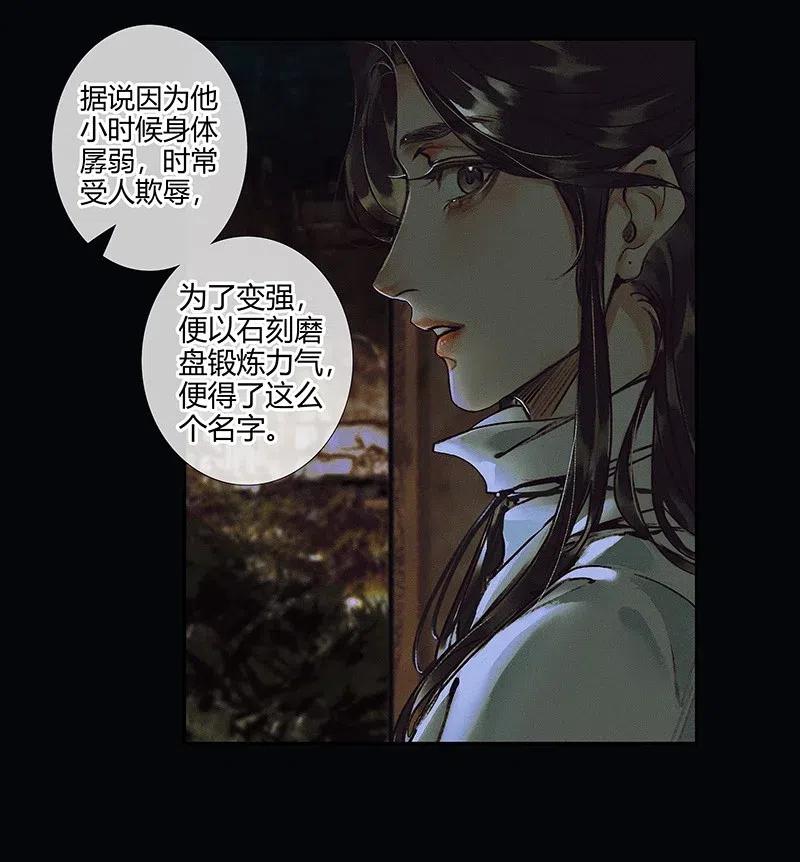 据说因为他
小时候身体
孱弱，时常
受人欺辱，
为了变强，
便以石刻磨
盘锻炼力气，
便得了这么
个名字。